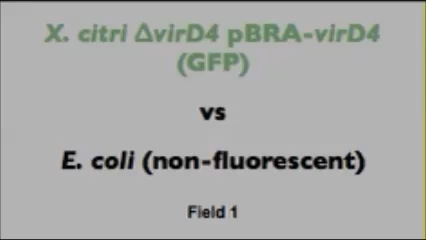 X. citri ΔvirD4 pBRA-virD4
(GFP)
vs
E. coli (non-fluorescent)
Field 1